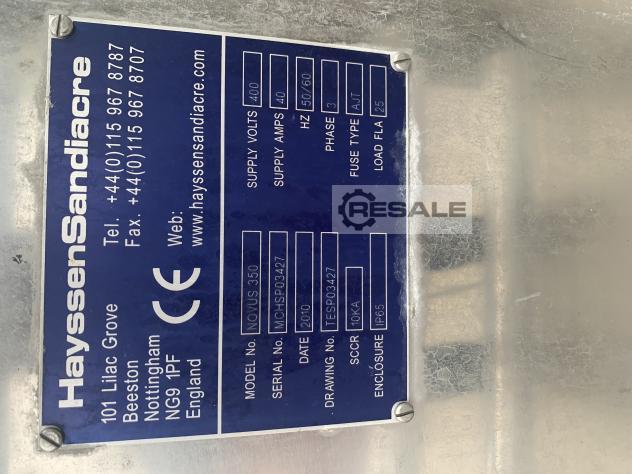 HayssenSandiacre
101 Lilac Grove
Beeston
Nottingham
NG9 1PF
England
Tel. +44(0)115 967 8787
Fax. +44(0)115 967 8707
CE
Web:
www.hayssensandiacre.com
MODEL No. NOVUS 350
SERIAL No. MCHSP03427
DATE 2010
DRAWING No. TESP03427
SCCR 10KA
ENCLOSURE IP65
SUPPLY VOLTS 400
SUPPLY AMPS 40
HZ 50/60
PHASE 3
FUSE TYPE AJT
LOAD FLA 25
RESALE